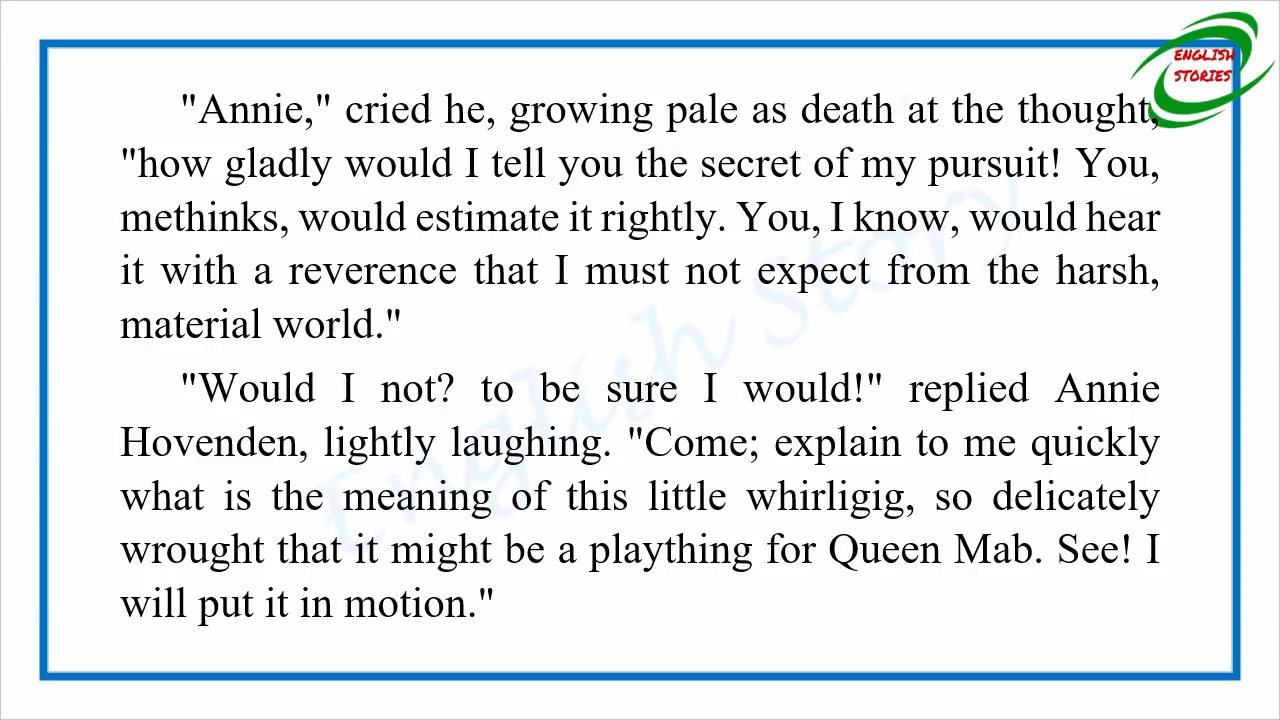 ENGLISH
STORIES
"Annie," cried he, growing pale as death at the thought,
"how gladly would I tell you the secret of my pursuit! You,
methinks, would estimate it rightly. You, I know, would hear
it with a reverence that I must not expect from the harsh,
material world."
"Would I not? to be sure I would!" replied Annie
Hovenden, lightly laughing. "Come; explain to me quickly
what is the meaning of this little whirligig, so delicately
wrought that it might be a plaything for Queen Mab. See! I
will put it in motion."
English Story